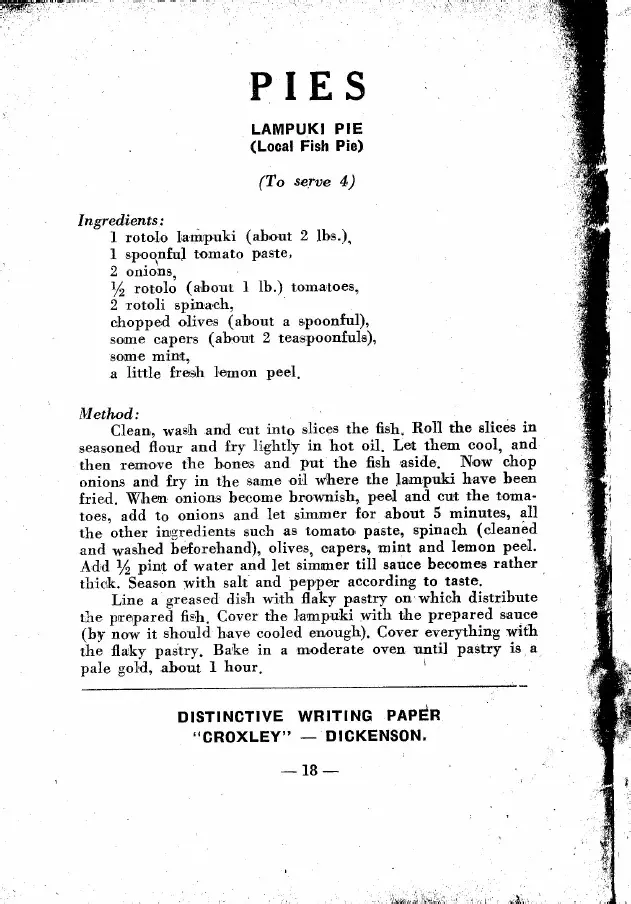 PIES
LAMPUKI PIE
(Local Fish Pie)
(To serve 4)
Ingredients:
1 rotolo lampuki (about 2 lbs.),
1 spoonful tomato paste,
2 onions,
½ rotolo (about 1 lb.) tomatoes,
2 rotoli spinach,
chopped olives (about a spoonful),
some capers (about 2 teaspoonfuls),
some mint,
a little fresh lemon peel.
Method:
Clean, wash and cut into slices the fish. Roll the slices in
seasoned flour and fry lightly in hot oil. Let them cool, and
then remove the bones and put the fish aside. Now chop
onions and fry in the same oil where the lampuki have been
fried. When onions become brownish, peel and cut the toma-
toes, add to onions and let simmer for about 5 minutes, all
the other ingredients such as tomato paste, spinach (cleaned
and washed beforehand), olives, capers, mint and lemon peel.
Add ½ pint of water and let simmer till sauce becomes rather
thick. Season with salt and pepper according to taste.
Line a greased dish with flaky pastry on which distribute
the prepared fish. Cover the lampuki with the prepared sauce
(by now it should have cooled enough). Cover everything with
the flaky pastry. Bake in a moderate oven until pastry is a
pale gold, about 1 hour.
DISTINCTIVE WRITING PAPER
"CROXLEY" — DICKENSON.
— 18 —